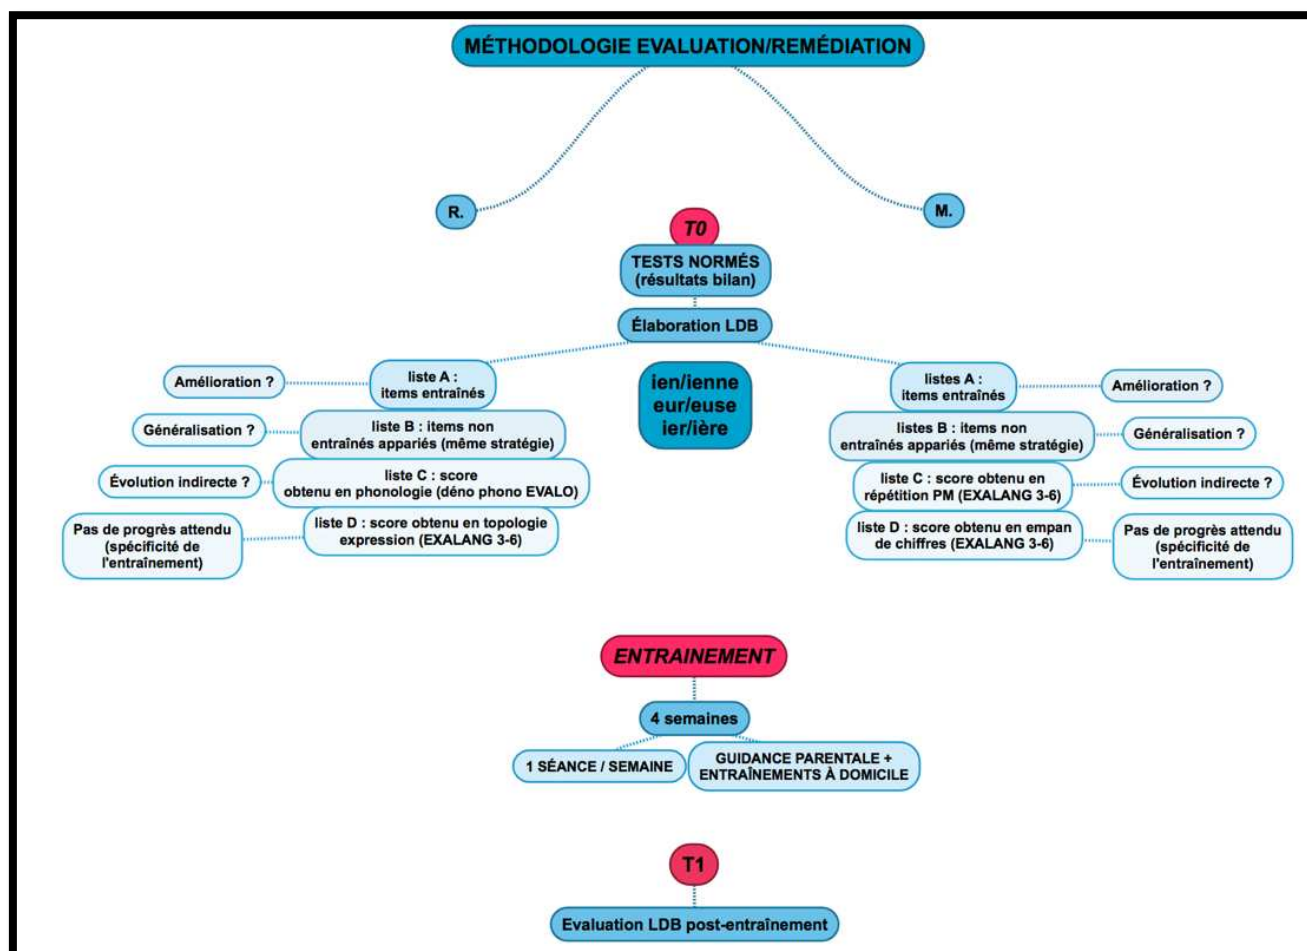 MÉTHODOLOGIE EVALUATION/REMÉDIATION
R.
M.
T0
TESTS NORMÉS
(résultats bilan)
Élaboration LDB
ien/ienne
eur/euse
ier/ière
Amélioration ?
liste A :
items entraînés
Généralisation ?
liste B : items non
entraînés appariés (même stratégie)
Évolution indirecte ?
liste C : score
obtenu en phonologie (déno phono EVALO)
Pas de progrès attendu
(spécificité de
l'entraînement)
liste D : score obtenu en topologie
expression (EXALANG 3-6)
listes A :
items entraînés
Amélioration ?
listes B : items non
entraînés appariés (même stratégie)
Généralisation ?
liste C : score obtenu en
répétition PM (EXALANG 3-6)
Évolution indirecte ?
liste D : score obtenu en empan
de chiffres (EXALANG 3-6)
Pas de progrès attendu
(spécificité de
l'entraînement)
ENTRAINEMENT
4 semaines
1 SÉANCE / SEMAINE
GUIDANCE PARENTALE +
ENTRAÎNEMENTS À DOMICILE
T1
Evaluation LDB post-entraînement